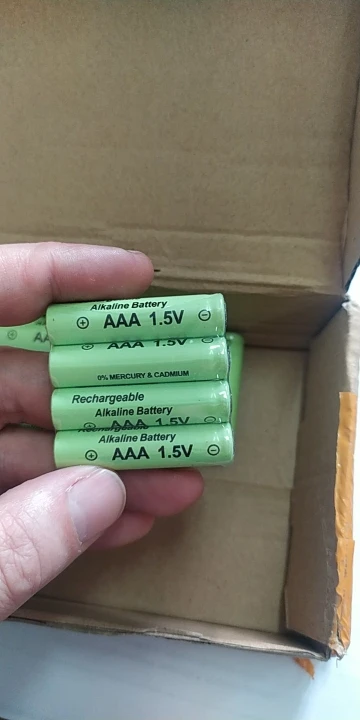 Alkaline Battery
⊕ AAA 1.5V ⊖
AA
⊕ AAA 1.5V ⊖
0% MERCURY & CADMIUM
Rechargeable
Alkaline Battery
⊕ AAA 1.5V ⊖
Rechargeable
Alkaline Battery
⊕ AAA 1.5V ⊖